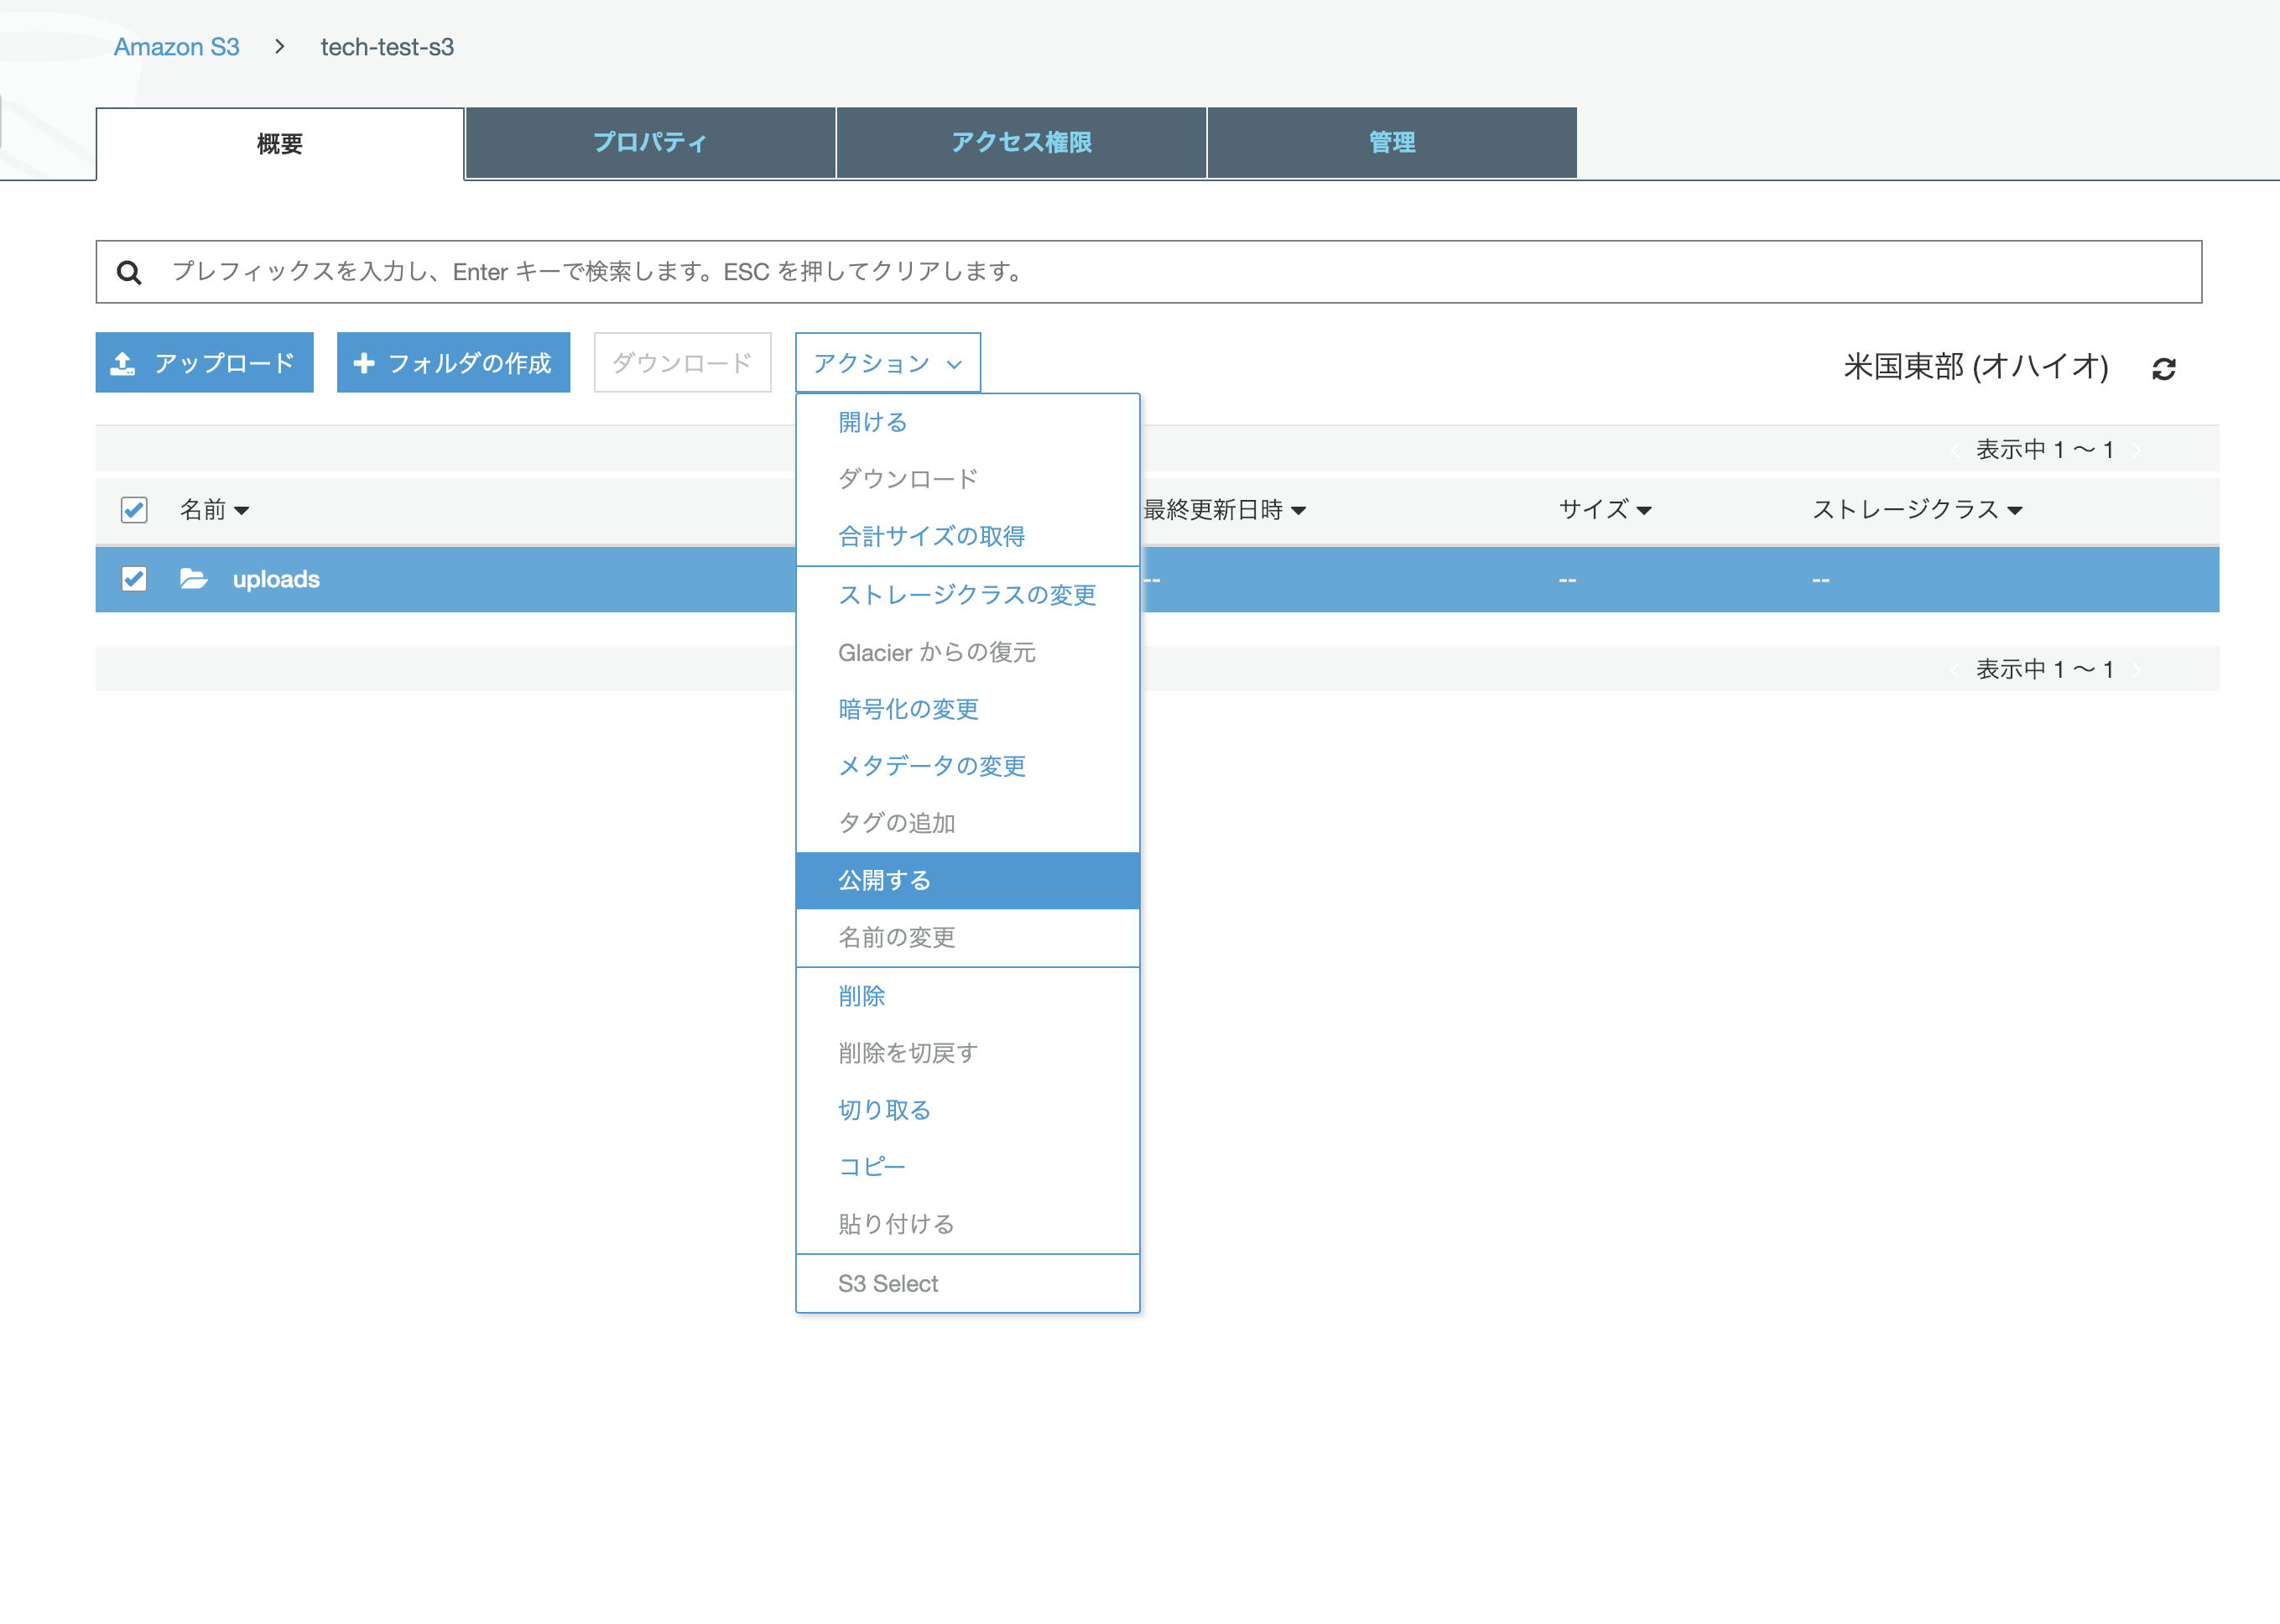 Amazon S3 > tech-test-s3
概要 プロパティ アクセス権限 管理
プレフィックスを入力し、Enter キーで検索します。ESC を押してクリアします。
アップロード フォルダの作成 ダウンロード アクション 米国東部 (オハイオ)
開ける
表示中 1 〜 1
ダウンロード
名前 最終更新日時 サイズ ストレージクラス
合計サイズの取得
uploads -- -- --
ストレージクラスの変更
Glacier からの復元
表示中 1 〜 1
暗号化の変更
メタデータの変更
タグの追加
公開する
名前の変更
削除
削除を切戻す
切り取る
コピー
貼り付ける
S3 Select